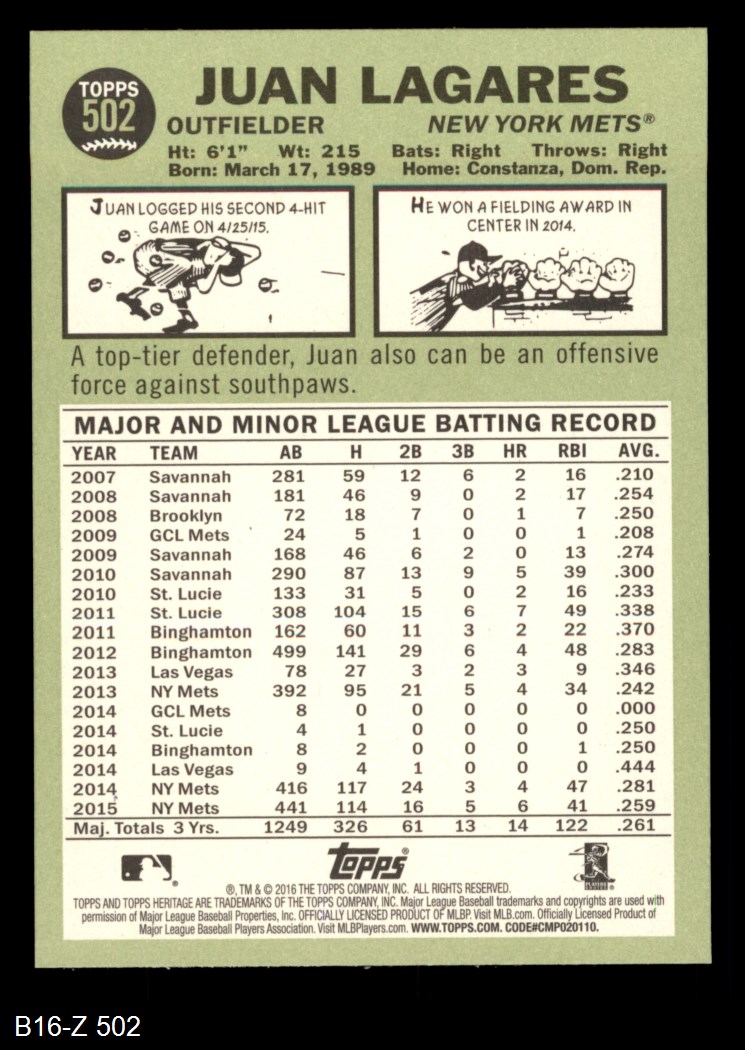 TOPPS
502
JUAN LAGARES
OUTFIELDER NEW YORK METS®
Ht: 6'1" Wt: 215 Bats: Right Throws: Right
Born: March 17, 1989 Home: Constanza, Dom. Rep.
JUAN LOGGED HIS SECOND 4-HIT
GAME ON 4/25/15.
HE WON A FIELDING AWARD IN
CENTER IN 2014.
A top-tier defender, Juan also can be an offensive
force against southpaws.
MAJOR AND MINOR LEAGUE BATTING RECORD
YEAR TEAM AB H 2B 3B HR RBI AVG.
2007 Savannah 281 59 12 6 2 16 .210
2008 Savannah 181 46 9 0 2 17 .254
2008 Brooklyn 72 18 7 0 1 7 .250
2009 GCL Mets 24 5 1 0 0 1 .208
2009 Savannah 168 46 6 2 0 13 .274
2010 Savannah 290 87 13 9 5 39 .300
2010 St. Lucie 133 31 5 0 2 16 .233
2011 St. Lucie 308 104 15 6 7 49 .338
2011 Binghamton 162 60 11 3 2 22 .370
2012 Binghamton 499 141 29 6 4 48 .283
2013 Las Vegas 78 27 3 2 3 9 .346
2013 NY Mets 392 95 21 5 4 34 .242
2014 GCL Mets 8 0 0 0 0 0 .000
2014 St. Lucie 4 1 0 0 0 0 .250
2014 Binghamton 8 2 0 0 0 1 .250
2014 Las Vegas 9 4 1 0 0 0 .444
2014 NY Mets 416 117 24 3 4 47 .281
2015 NY Mets 441 114 16 5 6 41 .259
Maj. Totals 3 Yrs. 1249 326 61 13 14 122 .261
Topps®
®, TM & © 2016 THE TOPPS COMPANY, INC. ALL RIGHTS RESERVED.
TOPPS AND TOPPS HERITAGE ARE TRADEMARKS OF THE TOPPS COMPANY, INC. Major League Baseball trademarks and copyrights are used with
permission of Major League Baseball Properties, Inc. OFFICIALLY LICENSED PRODUCT OF MLBP. Visit MLB.com. Officially Licensed Product of
Major League Baseball Players Association. Visit MLBPlayers.com. WWW.TOPPS.COM. CODE#CMP020110.
B16-Z 502